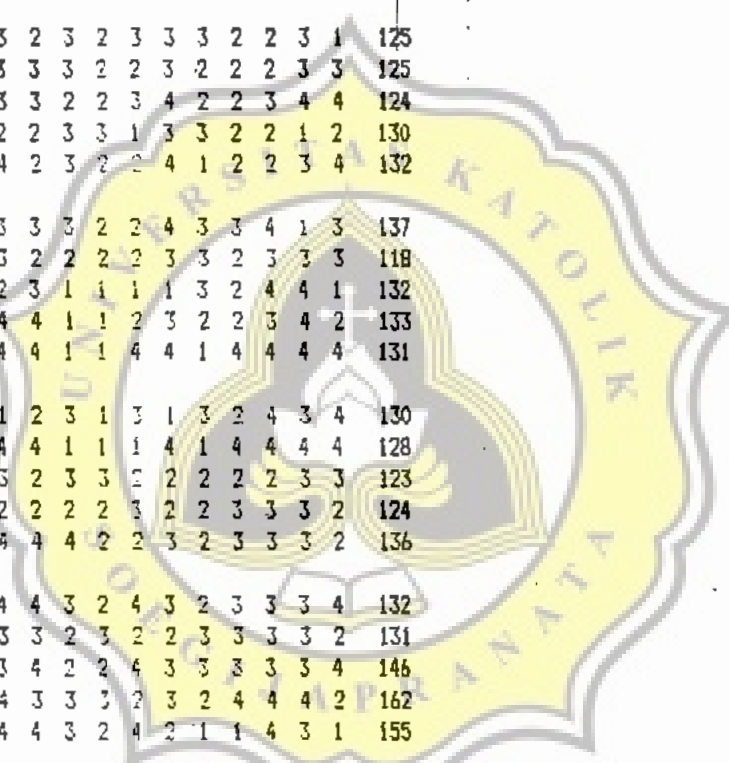 3 2 3 2 3 3 3 2 2 3 1 125
3 3 3 2 2 3 2 2 2 3 3 125
3 3 2 2 3 4 2 2 3 4 4 124
2 2 3 3 1 3 3 2 2 1 2 130
4 2 3 2 2 4 1 2 2 3 4 132
3 3 3 2 2 4 3 3 4 1 3 137
3 2 2 2 2 3 3 2 3 3 3 118
2 3 1 1 1 1 3 2 4 4 1 132
4 4 1 1 2 3 2 2 3 4 2 133
4 4 1 1 4 4 1 4 4 4 4 131
1 2 3 1 3 1 3 2 4 3 4 130
4 4 1 1 1 4 1 4 4 4 4 128
3 2 3 3 2 2 2 2 3 3 123
2 2 2 2 3 2 2 3 3 3 2 124
4 4 4 2 2 3 2 3 3 3 2 136
4 4 3 2 4 3 2 3 3 3 4 132
3 3 2 3 2 2 3 3 3 3 2 131
3 4 2 2 4 3 3 3 3 3 4 146
4 3 3 3 2 3 2 4 4 4 2 162
4 4 3 2 4 2 1 1 4 3 1 155
UNIVERSITAS KATOLIK
SOEGIJAPRANATA